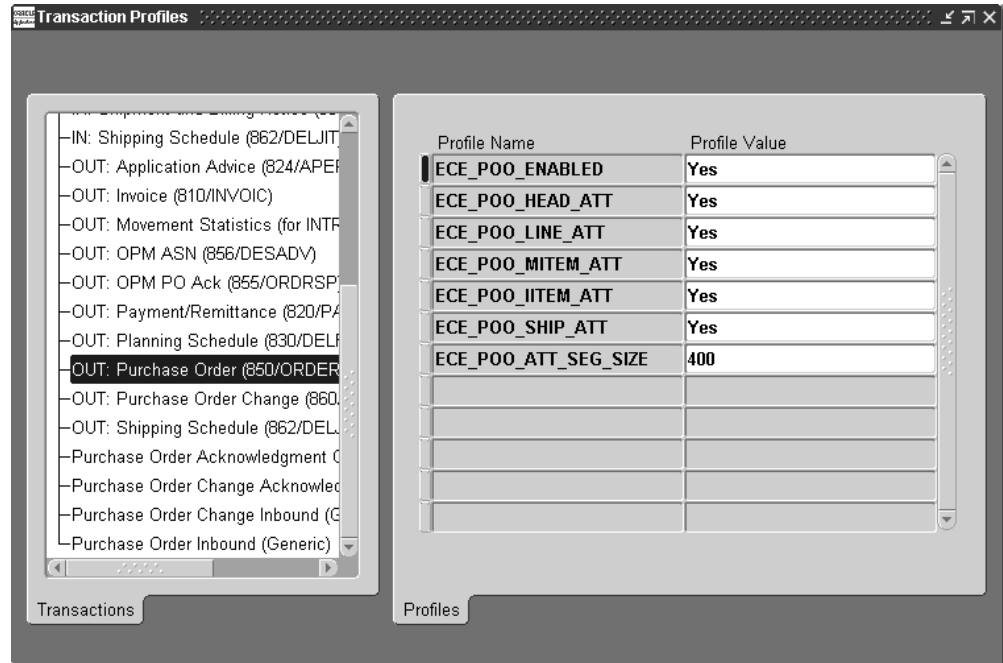 Transaction Profiles
IN: Shipping Schedule (862/DELJIT
OUT: Application Advice (824/APE
OUT: Invoice (810/INVOIC)
OUT: Movement Statistics (for INTR
OUT: OPM ASN (856/DESADV)
OUT: OPM PO Ack (855/ORDRSP
OUT: Payment/Remittance (820/PA
OUT: Planning Schedule (830/DEL
OUT: Purchase Order (850/ORDER
OUT: Purchase Order Change (860
OUT: Shipping Schedule (862/DEL
Purchase Order Acknowledgment
Purchase Order Change Acknowled
Purchase Order Change Inbound (G
Purchase Order Inbound (Generic)
Transactions
Profile Name Profile Value
ECE_POO_ENABLED Yes
ECE_POO_HEAD_ATT Yes
ECE_POO_LINE_ATT Yes
ECE_POO_MITEM_ATT Yes
ECE_POO_IITEM_ATT Yes
ECE_POO_SHIP_ATT Yes
ECE_POO_ATT_SEG_SIZE 400
Profiles